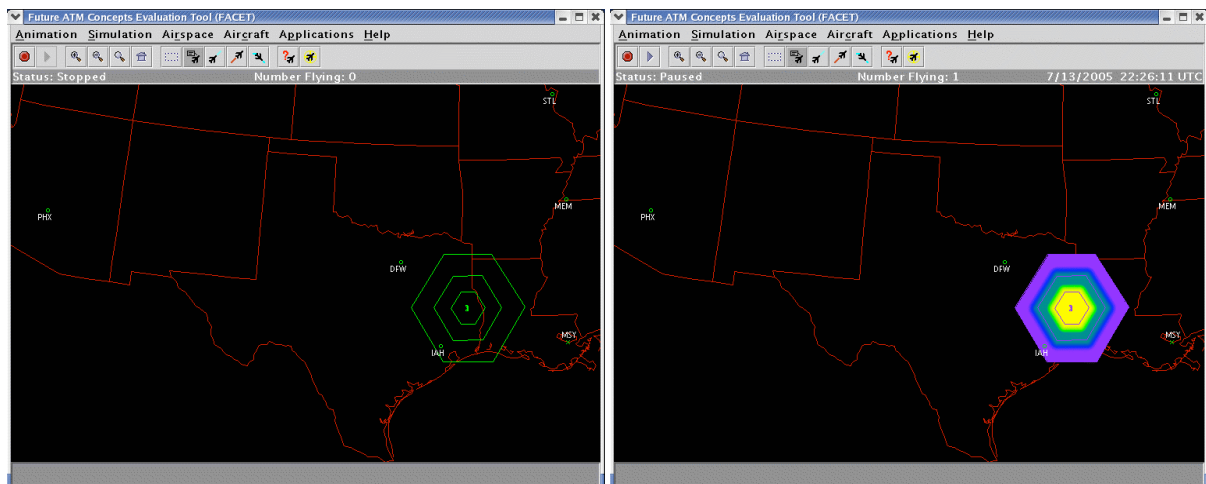 Future ATM Concepts Evaluation Tool (FACET)
Animation Simulation Airspace Aircraft Applications Help
Status: Stopped Number Flying: 0
STL
MEM
PHX
DFW
3
MSY
IAH
Future ATM Concepts Evaluation Tool (FACET)
Animation Simulation Airspace Aircraft Applications Help
Status: Paused Number Flying: 1 7/13/2005 22:26:11 UTC
STL
MEM
PHX
DFW
3
MSY
IAH